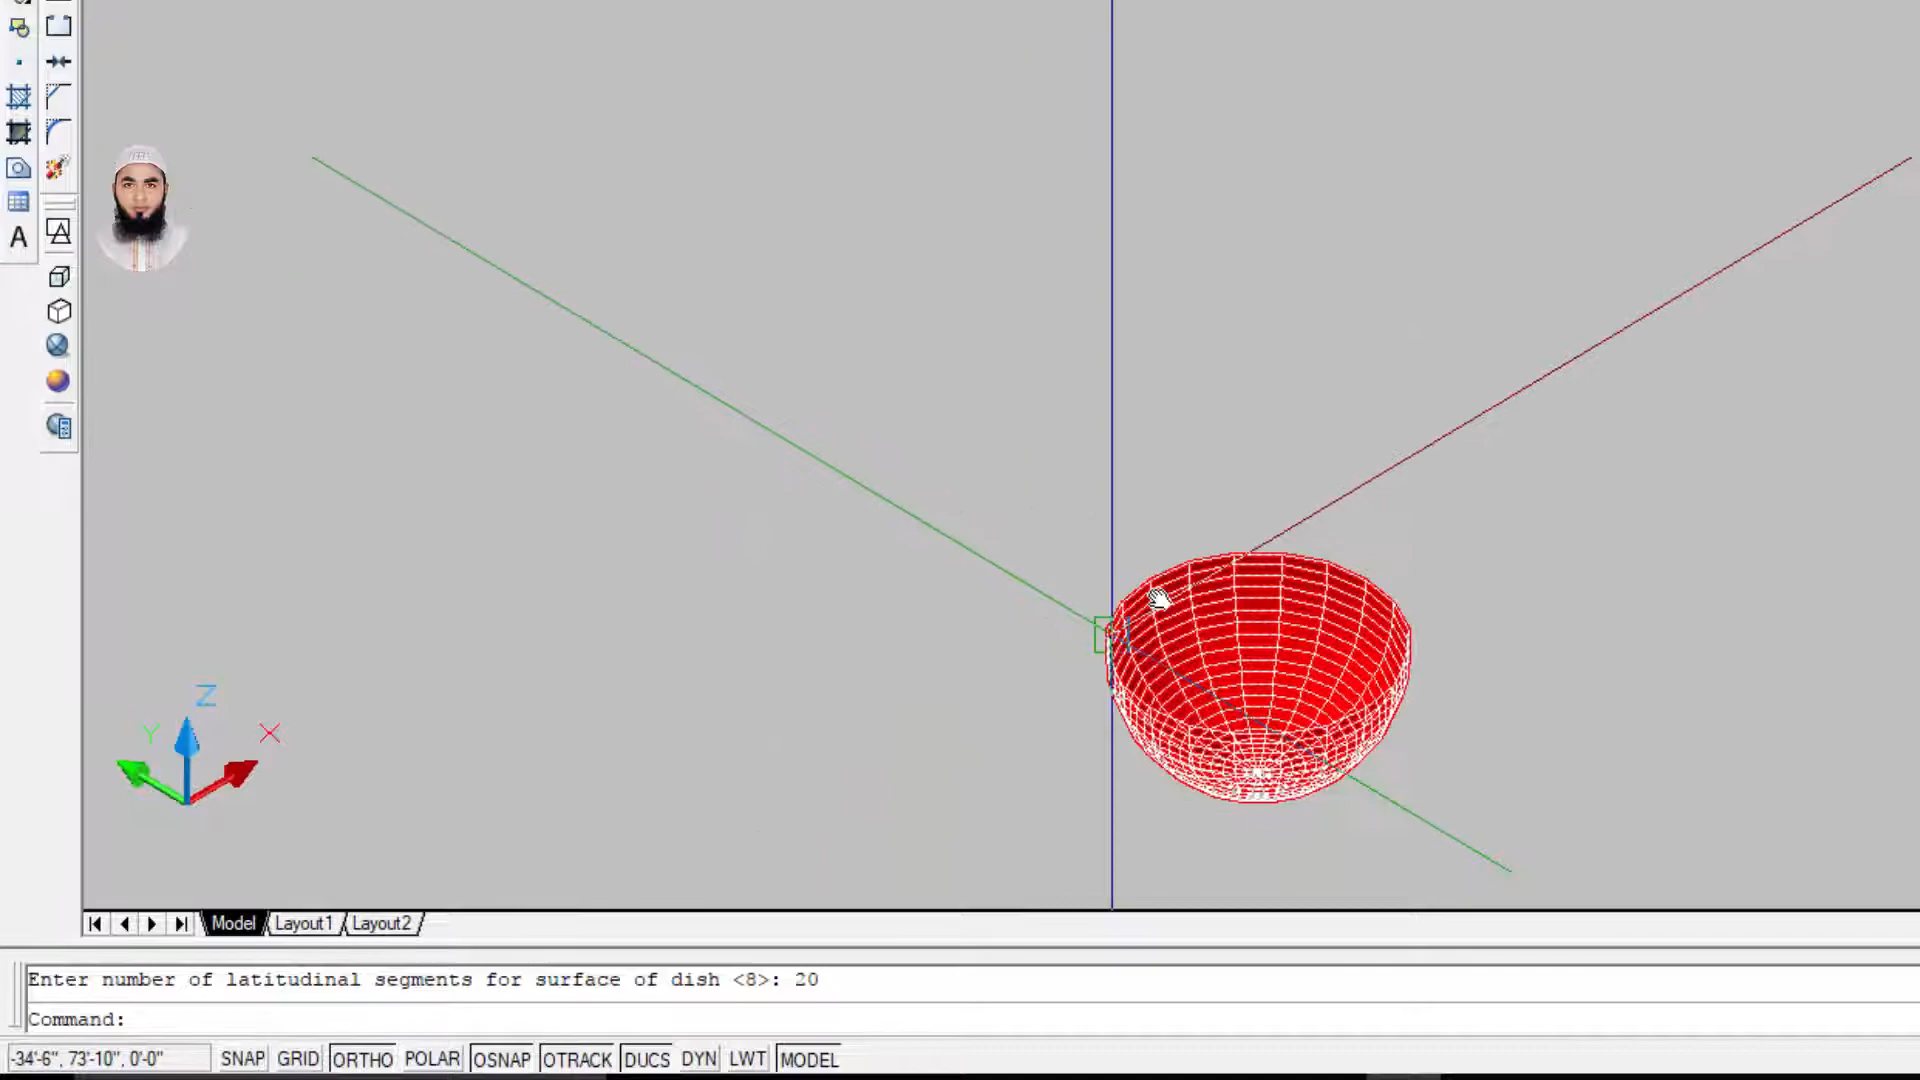 A
Z
Y
X
Model
Layout1
Layout2
Enter number of latitudinal segments for surface of dish <8>: 20
Command:
-34'-6", 73'-10", 0'-0"
SNAP
GRID
ORTHO
POLAR
OSNAP
OTRACK
DUCS
DYN
LWT
MODEL